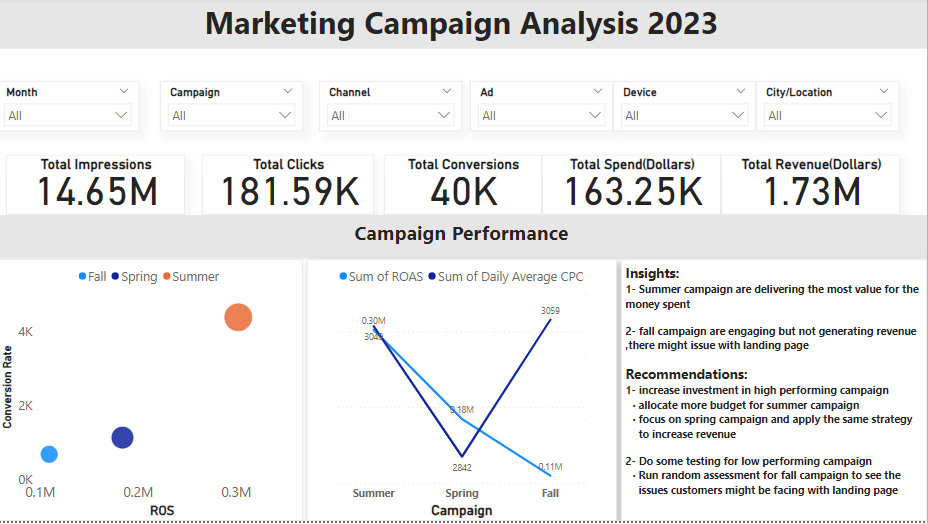 Marketing Campaign Analysis 2023
Month
All
Campaign
All
Channel
All
Ad
All
Device
All
City/Location
All
Total Impressions
14.65M
Total Clicks
181.59K
Total Conversions
40K
Total Spend(Dollars)
163.25K
Total Revenue(Dollars)
1.73M
Campaign Performance
Fall Spring Summer
4K
2K
0K
Conversion Rate
0.1M 0.2M 0.3M
ROS
Sum of ROAS Sum of Daily Average CPC
0.30M
3059
0.18M
2842
0.11M
Summer Spring Fall
Campaign
Insights:
1- Summer campaign are delivering the most value for the
money spent
2- fall campaign are engaging but not generating revenue
,there might issue with landing page
Recommendations:
1- increase investment in high performing campaign
· allocate more budget for summer campaign
· focus on spring campaign and apply the same strategy
to increase revenue
2- Do some testing for low performing campaign
· Run random assessment for fall campaign to see the
issues customers might be facing with landing page